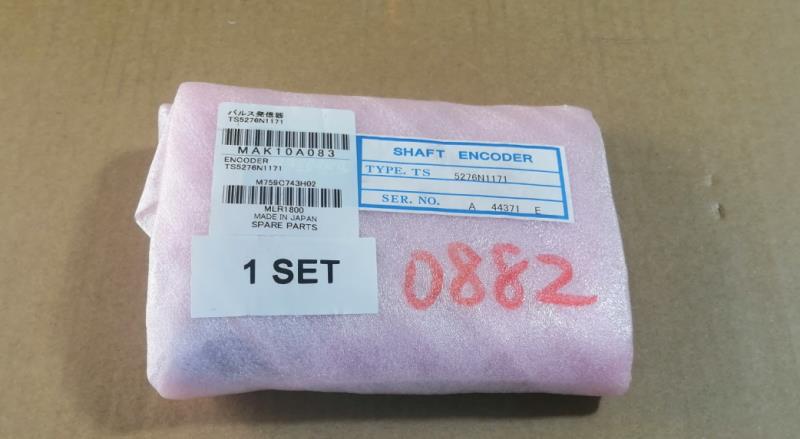 パルス発信器
TS5276N1171
MAK10A083
ENCODER
TS5276N1171
M759C743H02
MLR1800
MADE IN JAPAN
SPARE PARTS
1 SET
SHAFT ENCODER
TYPE. TS 5276N1171
SER. NO. A 44371 E
0882